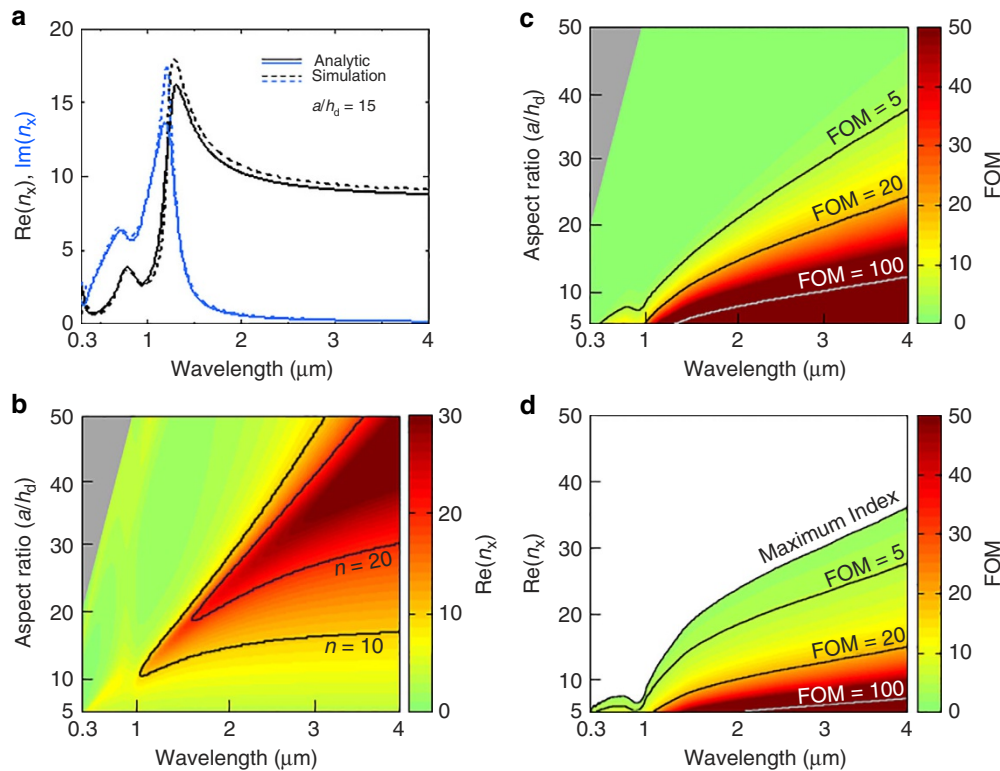 a
20
15
10
5
0
0.3 1 2 3 4
Wavelength (μm)
Re(nx), Im(nx)
Analytic
Simulation
a/hd = 15
b
50
40
30
20
10
5
0.3 1 2 3 4
Wavelength (μm)
Aspect ratio (a/hd)
n = 20
n = 10
30
20
10
0
Re(nx)
c
50
40
30
20
10
5
0.3 1 2 3 4
Wavelength (μm)
Aspect ratio (a/hd)
FOM = 5
FOM = 20
FOM = 100
50
40
30
20
10
0
FOM
d
50
40
30
20
10
5
0.3 1 2 3 4
Wavelength (μm)
Re(nx)
Maximum Index
FOM = 5
FOM = 20
FOM = 100
50
40
30
20
10
0
FOM